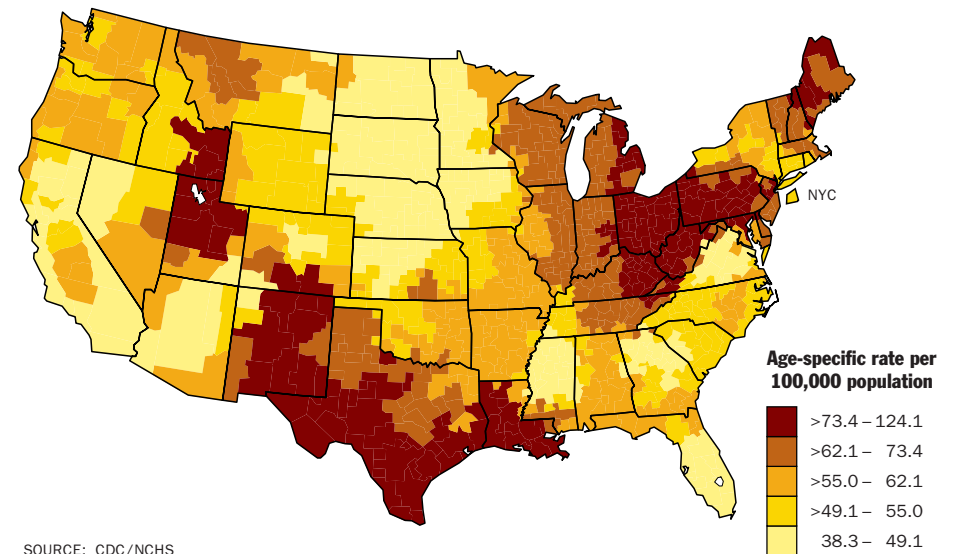 NYC
Age-specific rate per
100,000 population
>73.4 – 124.1
>62.1 – 73.4
>55.0 – 62.1
>49.1 – 55.0
38.3 – 49.1
SOURCE: CDC/NCHS